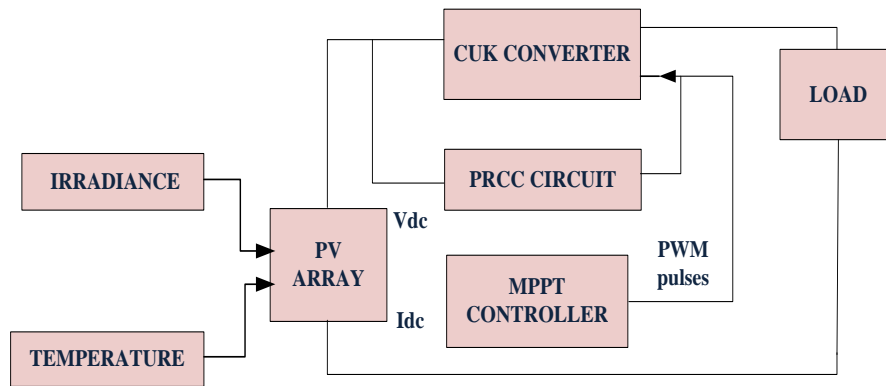 CUK CONVERTER
LOAD
IRRADIANCE
PRCC CIRCUIT
Vdc
PV
ARRAY
PWM
pulses
MPPT
CONTROLLER
Idc
TEMPERATURE